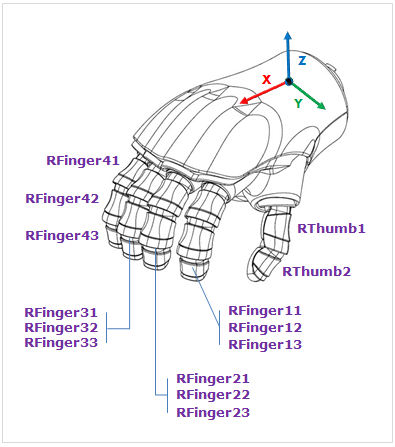 Z
X
Y
RFinger41
RFinger42
RFinger43
RThumb1
RThumb2
RFinger31
RFinger32
RFinger33
RFinger11
RFinger12
RFinger13
RFinger21
RFinger22
RFinger23